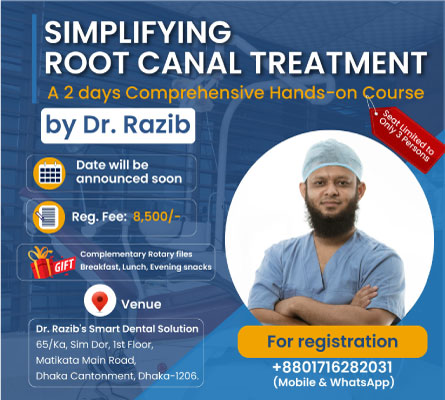 SIMPLIFYING
ROOT CANAL TREATMENT
A 2 days Comprehensive Hands-on Course
by Dr. Razib
Seat Limited to
Only 3 Persons
Date will be
announced soon
Reg. Fee: 8,500/-
GIFT
Complementary Rotary files
Breakfast, Lunch, Evening snacks
Venue
Dr. Razib's Smart Dental Solution
65/Ka, Sim Dor, 1st Floor,
Matikata Main Road,
Dhaka Cantonment, Dhaka-1206.
For registration
+8801716282031
(Mobile & WhatsApp)